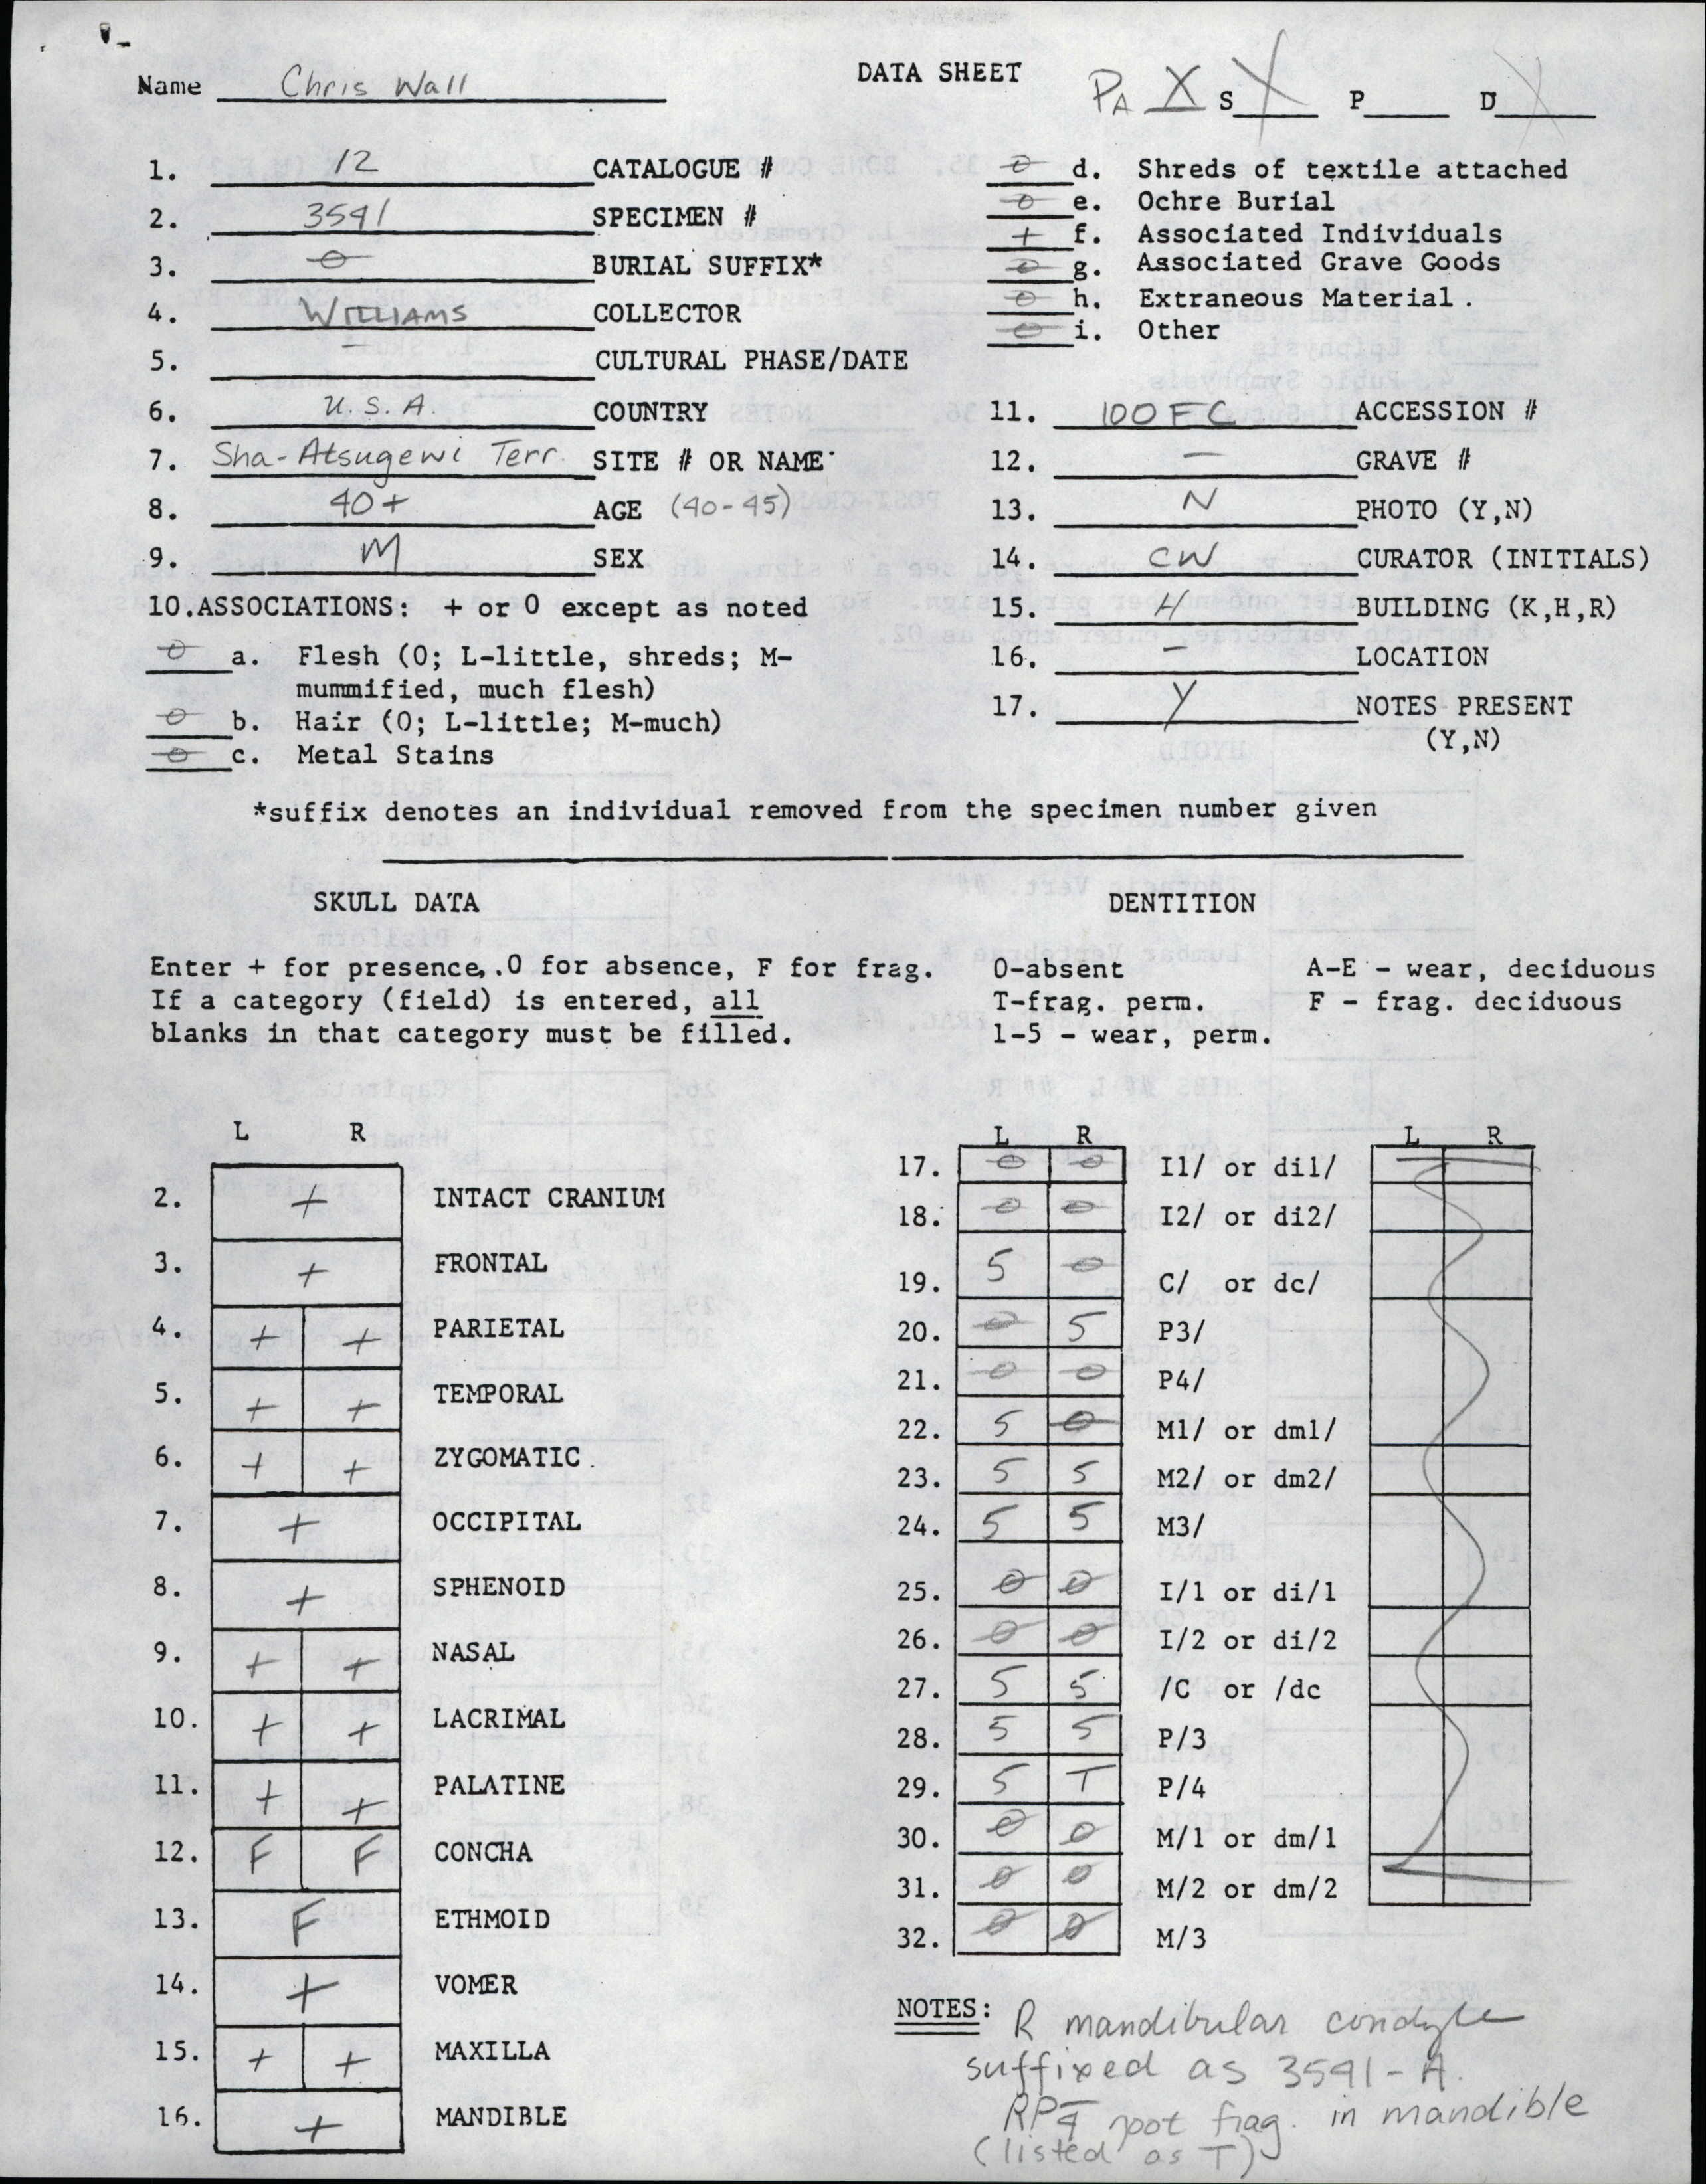 DATA SHEET
Name Chris Wall
PA X S X P D X
1. 12 CATALOGUE #
2. 3591 SPECIMEN #
3. 0 BURIAL SUFFIX*
4. WILLIAMS COLLECTOR
5. — CULTURAL PHASE/DATE
6. U.S.A. COUNTRY
7. Sha-Atsugewi Terr. SITE # OR NAME
8. 40+ AGE (40-45)
9. M SEX
10.ASSOCIATIONS: + or 0 except as noted
0 a. Flesh (0; L-little, shreds; M-
mummified, much flesh)
0 b. Hair (0; L-little; M-much)
0 c. Metal Stains
0 d. Shreds of textile attached
0 e. Ochre Burial
+ f. Associated Individuals
0 g. Associated Grave Goods
0 h. Extraneous Material.
0 i. Other
11. 100FC ACCESSION #
12. — GRAVE #
13. N PHOTO (Y,N)
14. CW CURATOR (INITIALS)
15. H BUILDING (K,H,R)
16. — LOCATION
17. Y NOTES PRESENT
(Y,N)
*suffix denotes an individual removed from the specimen number given
SKULL DATA
Enter + for presence, 0 for absence, F for frag.
If a category (field) is entered, all
blanks in that category must be filled.
L R
2. + INTACT CRANIUM
3. + FRONTAL
4. + + PARIETAL
5. + + TEMPORAL
6. + + ZYGOMATIC
7. + OCCIPITAL
8. + SPHENOID
9. + + NASAL
10. + + LACRIMAL
11. + + PALATINE
12. F F CONCHA
13. F ETHMOID
14. + VOMER
15. + + MAXILLA
16. + MANDIBLE
DENTITION
0-absent A-E - wear, deciduous
T-frag. perm. F - frag. deciduous
1-5 - wear, perm.
L R L R
17. 0 0 I1/ or di1/
18. 0 0 I2/ or di2/
19. 5 0 C/ or dc/
20. 0 5 P3/
21. 0 0 P4/
22. 5 0 M1/ or dm1/
23. 5 5 M2/ or dm2/
24. 5 5 M3/
25. 0 0 I/1 or di/1
26. 0 0 I/2 or di/2
27. 5 5 /C or /dc
28. 5 5 P/3
29. 5 T P/4
30. 0 0 M/1 or dm/1
31. 0 0 M/2 or dm/2
32. 0 0 M/3
NOTES: R mandibular condyle
suffixed as 3591-A.
RP4 root frag. in mandible
(listed as T)